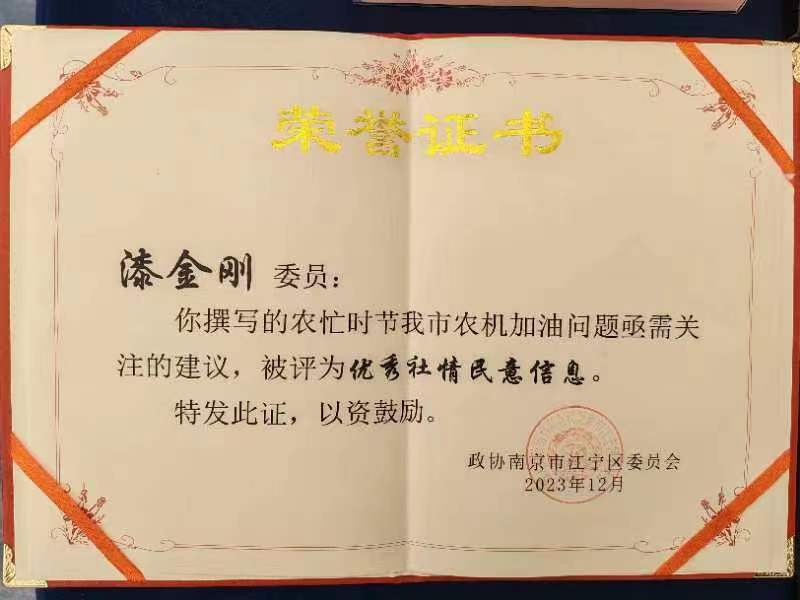 荣誉证书
漆金刚 委员：
你撰写的农忙时节我市农机加油问题亟需关
注的建议，被评为优秀社情民意信息。
特发此证，以资鼓励。
政协南京市江宁区委员会
2023年12月